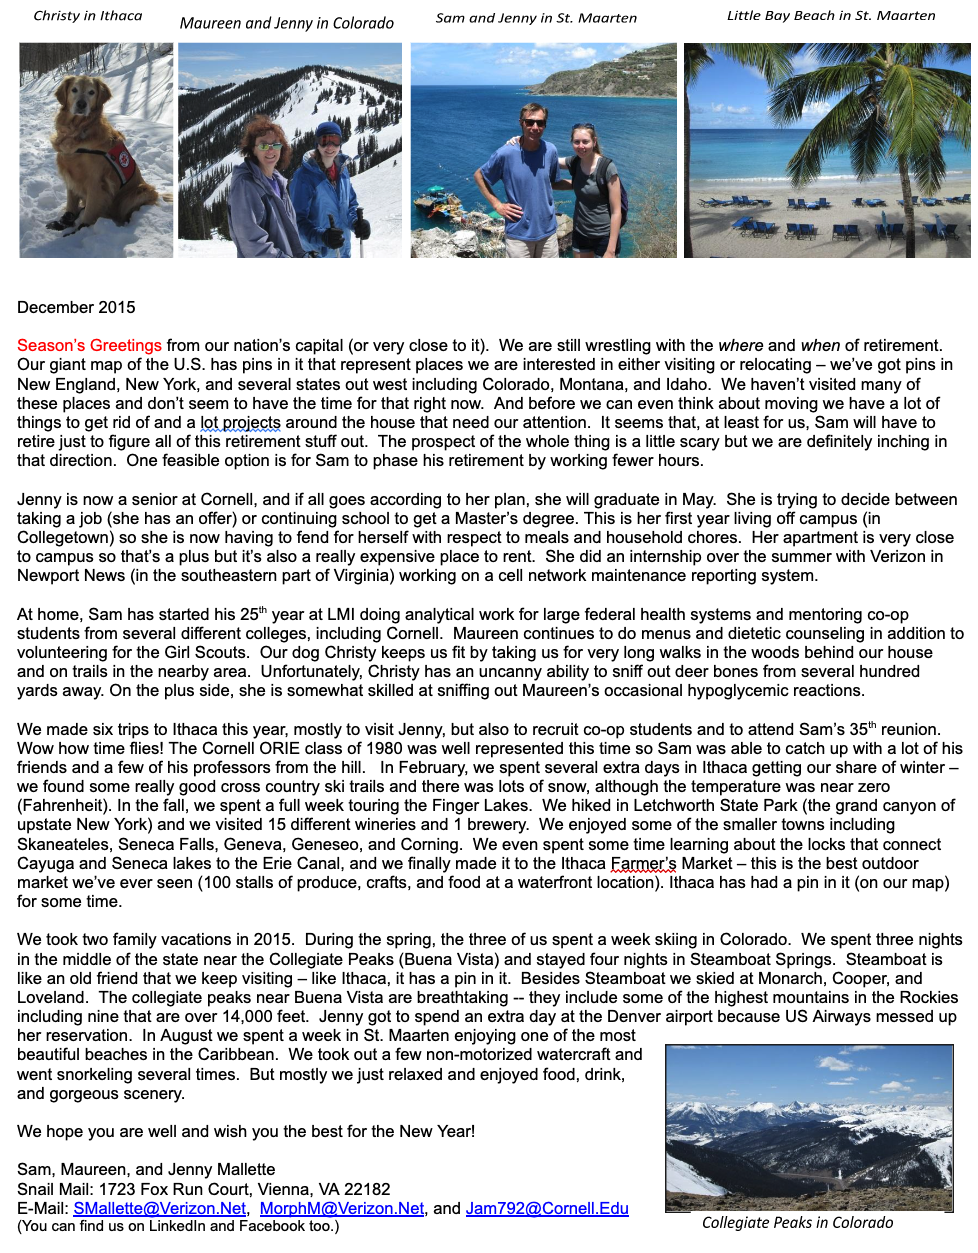 Christy in Ithaca
Maureen and Jenny in Colorado
Sam and Jenny in St. Maarten
Little Bay Beach in St. Maarten
December 2015
Season's Greetings from our nation's capital (or very close to it).  We are still wrestling with the where and when of retirement.
Our giant map of the U.S. has pins in it that represent places we are interested in either visiting or relocating – we've got pins in
New England, New York, and several states out west including Colorado, Montana, and Idaho.  We haven't visited many of
these places and don't seem to have the time for that right now.  And before we can even think about moving we have a lot of
things to get rid of and a lot projects around the house that need our attention.  It seems that, at least for us, Sam will have to
retire just to figure all of this retirement stuff out.  The prospect of the whole thing is a little scary but we are definitely inching in
that direction.  One feasible option is for Sam to phase his retirement by working fewer hours.
Jenny is now a senior at Cornell, and if all goes according to her plan, she will graduate in May.  She is trying to decide between
taking a job (she has an offer) or continuing school to get a Master's degree. This is her first year living off campus (in
Collegetown) so she is now having to fend for herself with respect to meals and household chores.  Her apartment is very close
to campus so that's a plus but it's also a really expensive place to rent.  She did an internship over the summer with Verizon in
Newport News (in the southeastern part of Virginia) working on a cell network maintenance reporting system.
At home, Sam has started his 25th year at LMI doing analytical work for large federal health systems and mentoring co-op
students from several different colleges, including Cornell.  Maureen continues to do menus and dietetic counseling in addition to
volunteering for the Girl Scouts.  Our dog Christy keeps us fit by taking us for very long walks in the woods behind our house
and on trails in the nearby area.  Unfortunately, Christy has an uncanny ability to sniff out deer bones from several hundred
yards away. On the plus side, she is somewhat skilled at sniffing out Maureen's occasional hypoglycemic reactions.
We made six trips to Ithaca this year, mostly to visit Jenny, but also to recruit co-op students and to attend Sam's 35th reunion.
Wow how time flies! The Cornell ORIE class of 1980 was well represented this time so Sam was able to catch up with a lot of his
friends and a few of his professors from the hill.   In February, we spent several extra days in Ithaca getting our share of winter –
we found some really good cross country ski trails and there was lots of snow, although the temperature was near zero
(Fahrenheit). In the fall, we spent a full week touring the Finger Lakes.  We hiked in Letchworth State Park (the grand canyon of
upstate New York) and we visited 15 different wineries and 1 brewery.  We enjoyed some of the smaller towns including
Skaneateles, Seneca Falls, Geneva, Geneseo, and Corning.  We even spent some time learning about the locks that connect
Cayuga and Seneca lakes to the Erie Canal, and we finally made it to the Ithaca Farmer's Market – this is the best outdoor
market we've ever seen (100 stalls of produce, crafts, and food at a waterfront location). Ithaca has had a pin in it (on our map)
for some time.
We took two family vacations in 2015.  During the spring, the three of us spent a week skiing in Colorado.  We spent three nights
in the middle of the state near the Collegiate Peaks (Buena Vista) and stayed four nights in Steamboat Springs.  Steamboat is
like an old friend that we keep visiting – like Ithaca, it has a pin in it.  Besides Steamboat we skied at Monarch, Cooper, and
Loveland.  The collegiate peaks near Buena Vista are breathtaking -- they include some of the highest mountains in the Rockies
including nine that are over 14,000 feet.  Jenny got to spend an extra day at the Denver airport because US Airways messed up
her reservation.  In August we spent a week in St. Maarten enjoying one of the most
beautiful beaches in the Caribbean.  We took out a few non-motorized watercraft and
went snorkeling several times.  But mostly we just relaxed and enjoyed food, drink,
and gorgeous scenery.
We hope you are well and wish you the best for the New Year!
Sam, Maureen, and Jenny Mallette
Snail Mail: 1723 Fox Run Court, Vienna, VA 22182
E-Mail: SMallette@Verizon.Net,  MorphM@Verizon.Net, and Jam792@Cornell.Edu
(You can find us on LinkedIn and Facebook too.)
Collegiate Peaks in Colorado